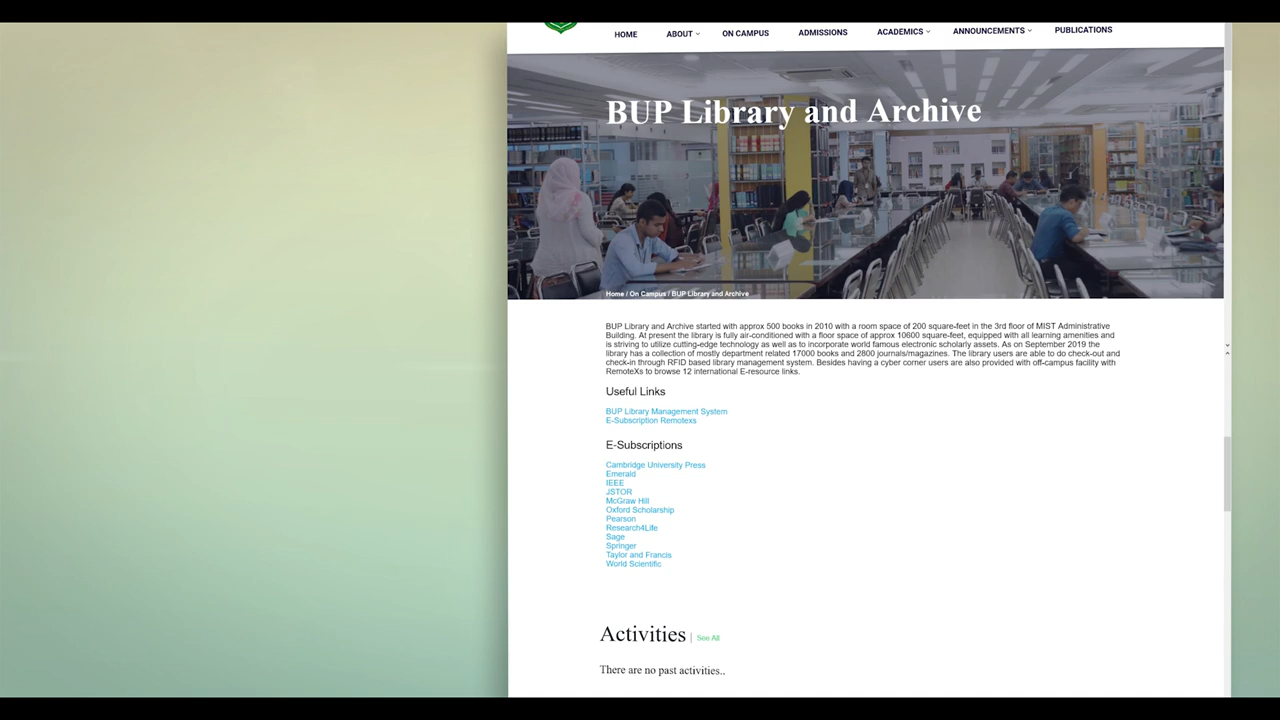 HOME ABOUT ON CAMPUS ADMISSIONS ACADEMICS ANNOUNCEMENTS PUBLICATIONS
BUP Library and Archive
Home / On Campus / BUP Library and Archive
BUP Library and Archive started with approx 500 books in 2010 with a room space of 200 square-feet in the 3rd floor of MIST Administrative
Building. At present the library is fully air-conditioned with a floor space of approx 10600 square-feet, equipped with all learning amenities and
is striving to utilize cutting-edge technology as well as to incorporate world famous electronic scholarly assets. As on September 2019 the
library has a collection of mostly department related 17000 books and 2800 journals/magazines. The library users are able to do check-out and
check-in through RFID based library management system. Besides having a cyber corner users are also provided with off-campus facility with
RemoteXs to browse 12 international E-resource links.
Useful Links
BUP Library Management System
E-Subscription Remotexs
E-Subscriptions
Cambridge University Press
Emerald
IEEE
JSTOR
McGraw Hill
Oxford Scholarship
Pearson
Research4Life
Sage
Springer
Taylor and Francis
World Scientific
Activities | See All
There are no past activities..